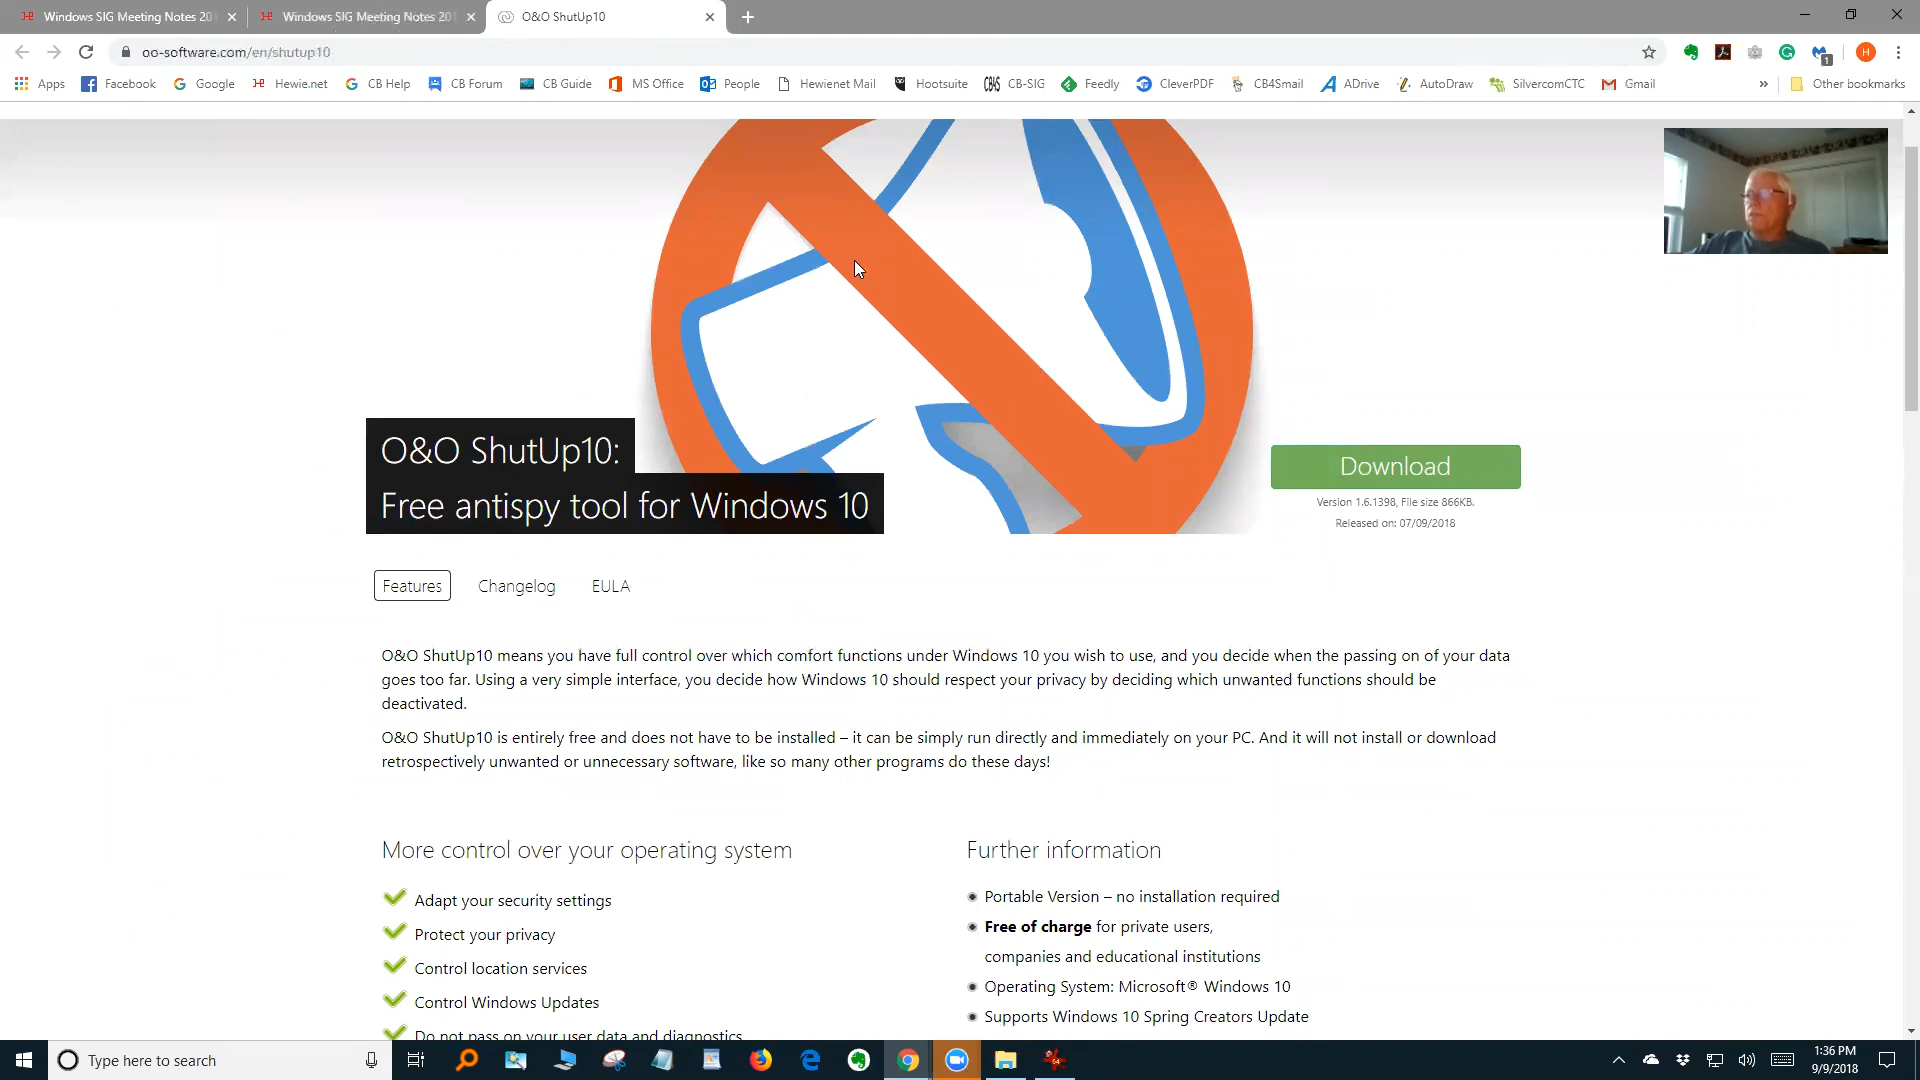 Windows SIG Meeting Notes 20
Windows SIG Meeting Notes 201
O&O ShutUp10
oo-software.com/en/shutup10
H
1
Apps
Facebook
Google
Hewie.net
CB Help
CB Forum
CB Guide
MS Office
People
Hewienet Mail
Hootsuite
CB-SIG
Feedly
CleverPDF
CB4Smail
ADrive
AutoDraw
SilvercomCTC
Gmail
»
Other bookmarks
O&O ShutUp10:
Free antispy tool for Windows 10
Download
Version 1.6.1398, File size 866KB.
Released on: 07/09/2018
Features
Changelog
EULA
O&O ShutUp10 means you have full control over which comfort functions under Windows 10 you wish to use, and you decide when the passing on of your data
goes too far. Using a very simple interface, you decide how Windows 10 should respect your privacy by deciding which unwanted functions should be
deactivated.
O&O ShutUp10 is entirely free and does not have to be installed – it can be simply run directly and immediately on your PC. And it will not install or download
retrospectively unwanted or unnecessary software, like so many other programs do these days!
More control over your operating system
Adapt your security settings
Protect your privacy
Control location services
Control Windows Updates
Do not pass on your user data and diagnostics
Further information
Portable Version – no installation required
Free of charge for private users,
companies and educational institutions
Operating System: Microsoft® Windows 10
Supports Windows 10 Spring Creators Update
Type here to search
1:36 PM
9/9/2018